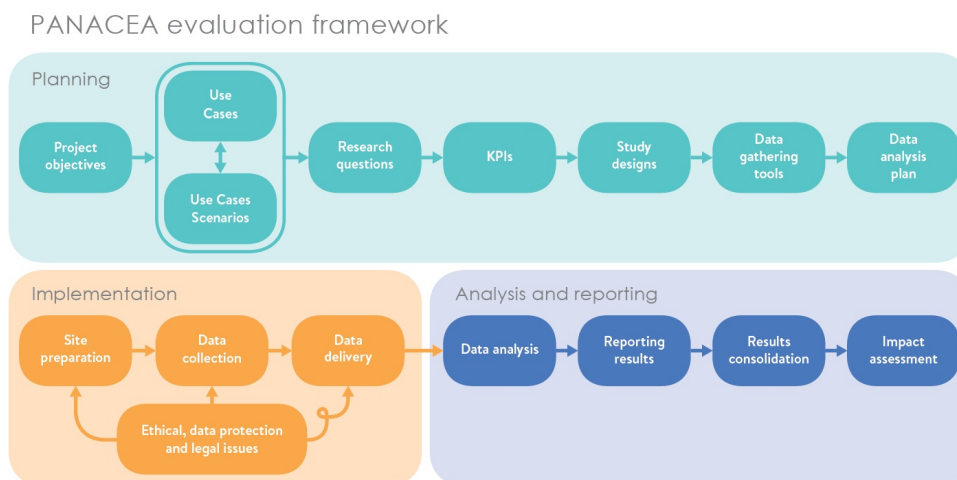 PANACEA evaluation framework
Planning
Project
objectives
Use
Cases
Use Cases
Scenarios
Research
questions
KPIs
Study
designs
Data
gathering
tools
Data
analysis
plan
Implementation
Site
preparation
Data
collection
Data
delivery
Ethical, data protection
and legal issues
Analysis and reporting
Data analysis
Reporting
results
Results
consolidation
Impact
assessment